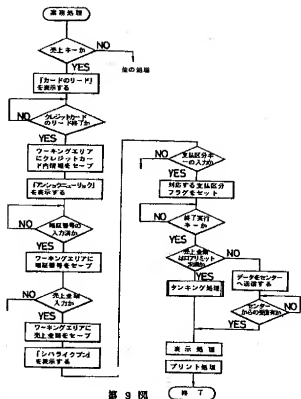 業務処理
売上キーか
NO
YES
他の処理
「カードのリード」
を表示する
クレジットカード
のリード終了か
NO
YES
ワーキングエリア
にクレジットカー
ド内情報をセーブ
「アンショウニューリョク」
を表示する
暗証番号の
入力済か
NO
YES
ワーキングエリアに
暗証番号をセーブ
売上金額
入力か
NO
YES
ワーキングエリアに
売上金額をセーブ
「シハライクブン」
を表示する
支払区分キ
ーの入力か
NO
YES
対応する支払区分
フラグをセット
終了実行
キーか
NO
YES
売上金額
はフロアリミット
NO
YES
タンキング処理
データをセンター
へ送信する
センター
からの受信有か
NO
YES
表示処理
プリント処理
終了
第9図